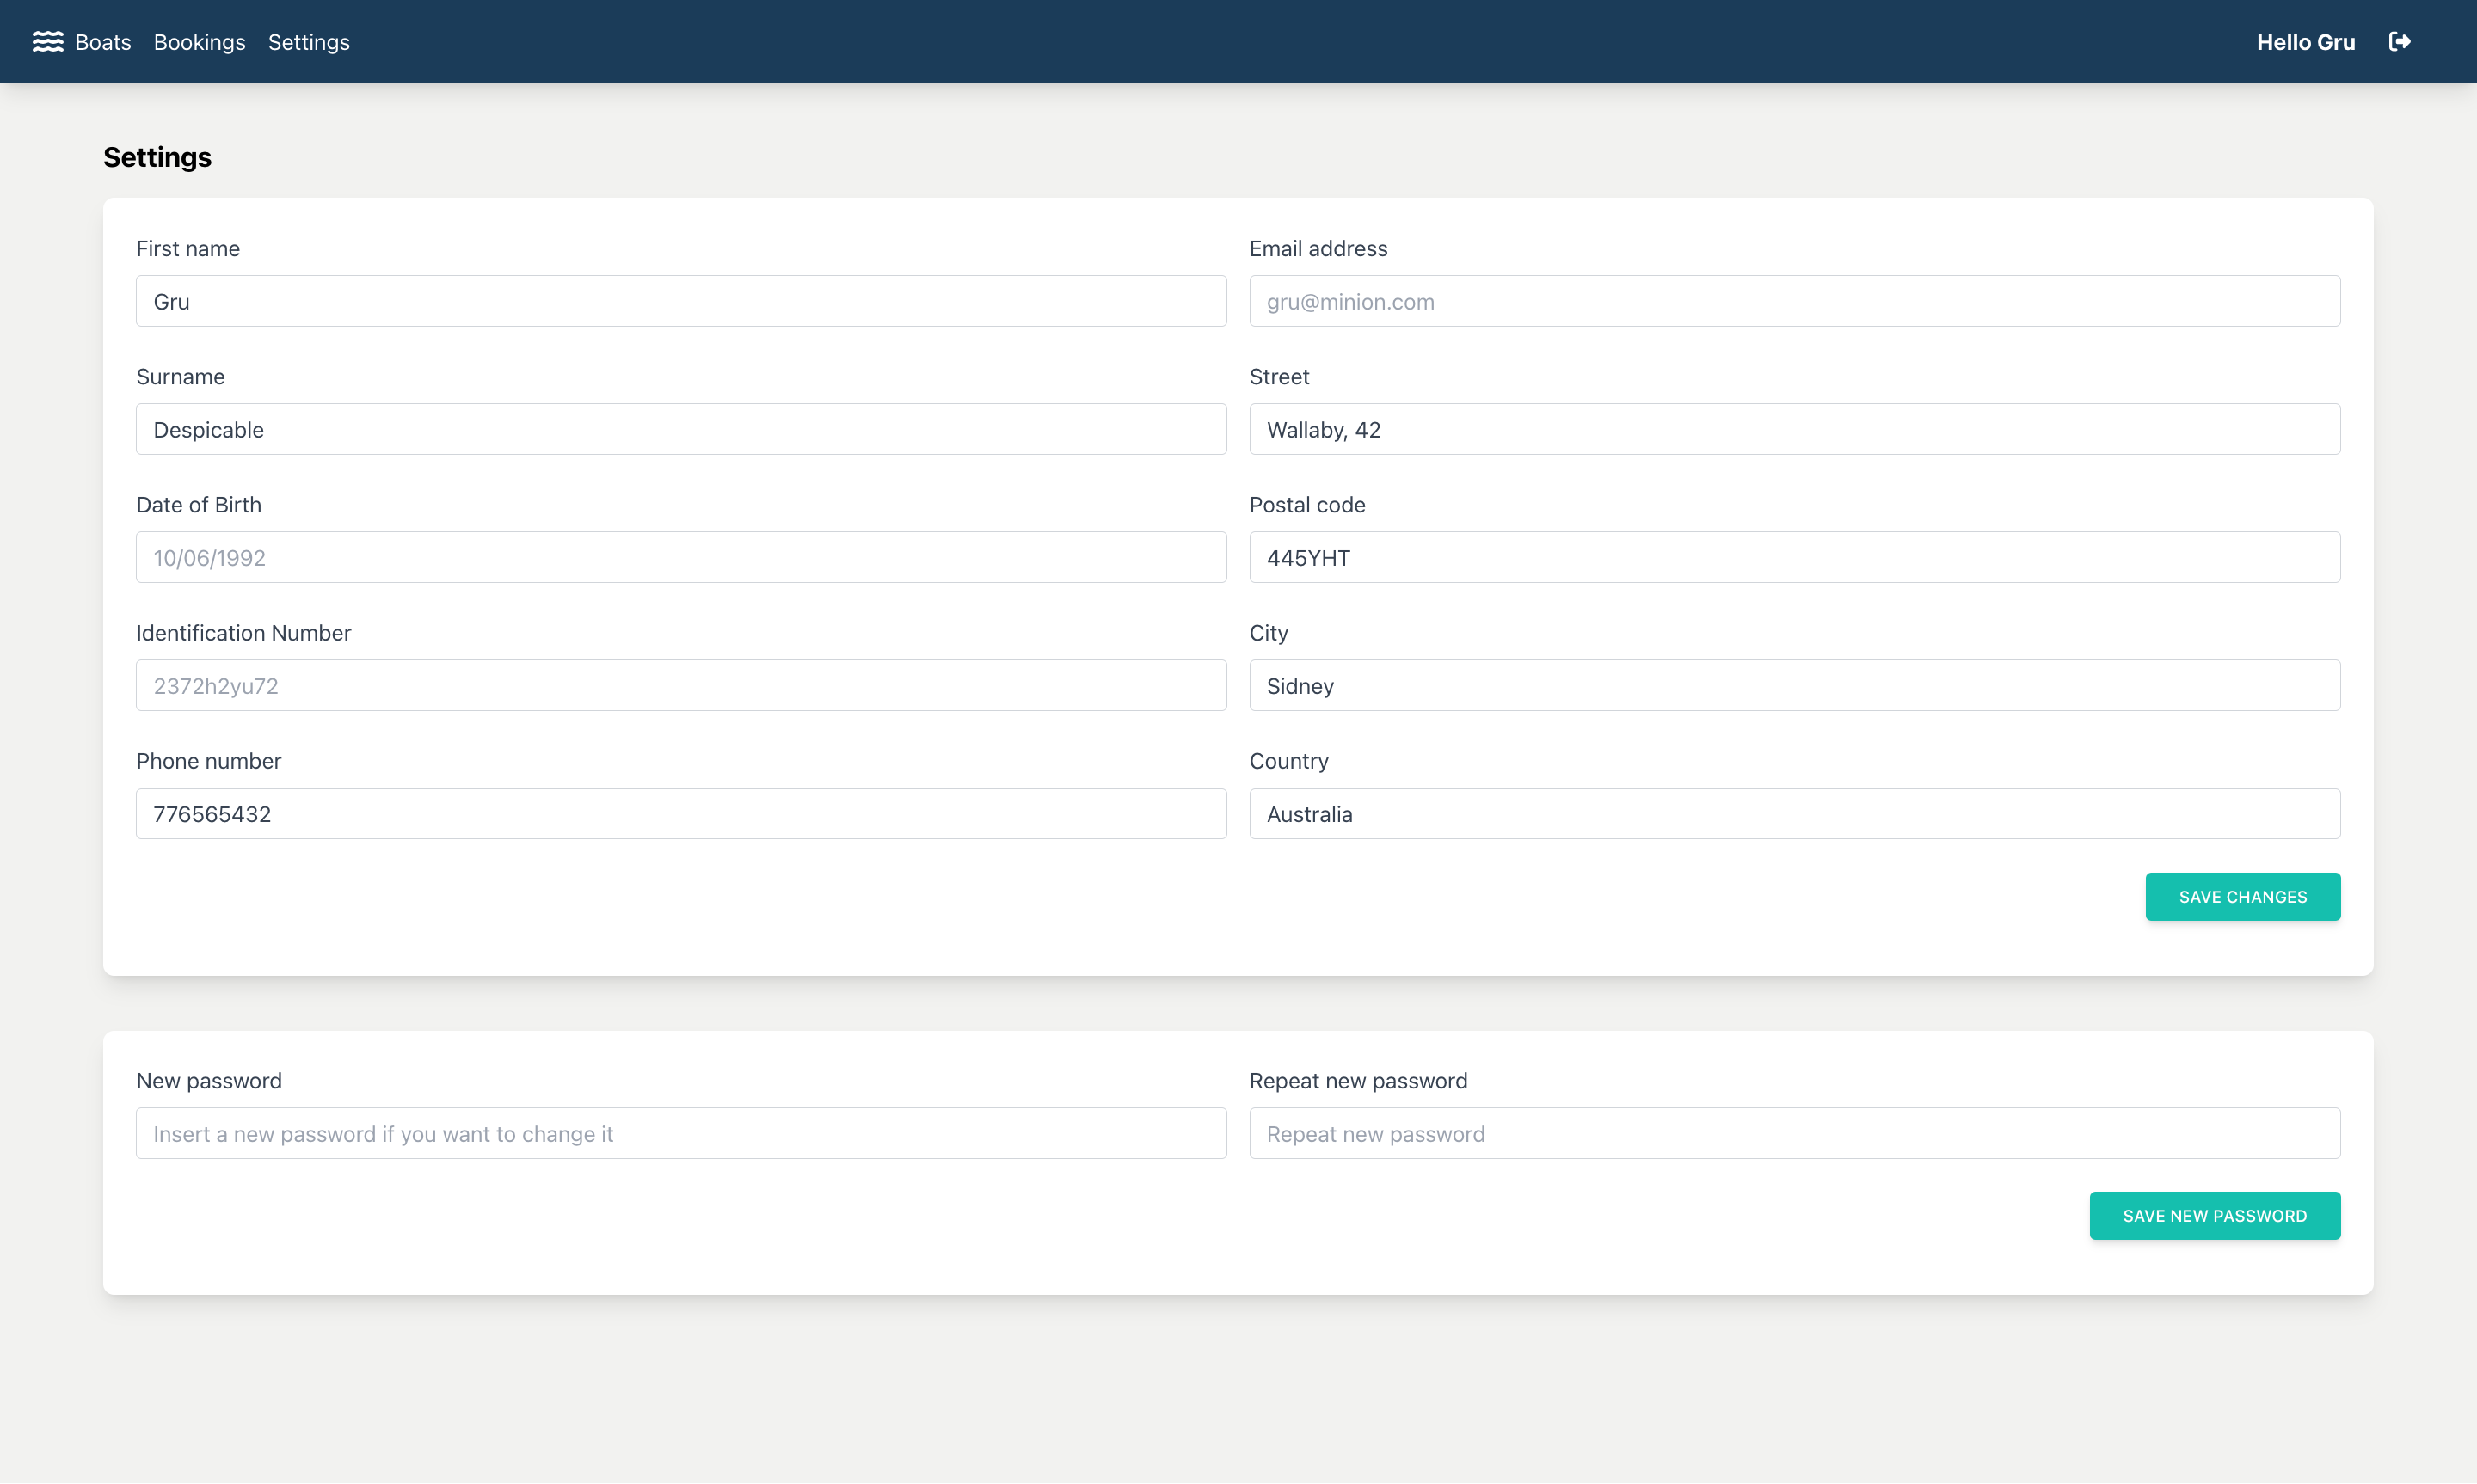 Boats Bookings Settings Hello Gru
Settings
First name
Gru
Email address
gru@minion.com
Surname
Despicable
Street
Wallaby, 42
Date of Birth
10/06/1992
Postal code
445YHT
Identification Number
2372h2yu72
City
Sidney
Phone number
776565432
Country
Australia
SAVE CHANGES
New password
Insert a new password if you want to change it
Repeat new password
Repeat new password
SAVE NEW PASSWORD